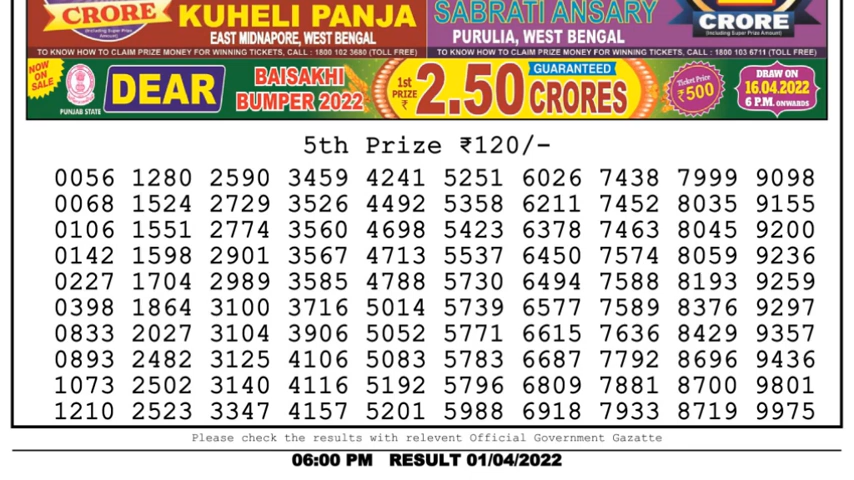 CRORE
(Including Super Prize Amount)
KUHELI PANJA
EAST MIDNAPORE, WEST BENGAL
TO KNOW HOW TO CLAIM PRIZE MONEY FOR WINNING TICKETS, CALL : 1800 102 3680 (TOLL FREE)
SABRATI ANSARY
PURULIA, WEST BENGAL
TO KNOW HOW TO CLAIM PRIZE MONEY FOR WINNING TICKETS, CALL : 1800 103 6711 (TOLL FREE)
CRORE
(Including Super Prize Amount)
NOW ON SALE
PUNJAB STATE
DEAR
BAISAKHI
BUMPER 2022
1st PRIZE ₹
2.50
GUARANTEED
CRORES
Ticket Price
₹500
DRAW ON
16.04.2022
6 P.M. ONWARDS
5th Prize ₹120/-
0056 1280 2590 3459 4241 5251 6026 7438 7999 9098
0068 1524 2729 3526 4492 5358 6211 7452 8035 9155
0106 1551 2774 3560 4698 5423 6378 7463 8045 9200
0142 1598 2901 3567 4713 5537 6450 7574 8059 9236
0227 1704 2989 3585 4788 5730 6494 7588 8193 9259
0398 1864 3100 3716 5014 5739 6577 7589 8376 9297
0833 2027 3104 3906 5052 5771 6615 7636 8429 9357
0893 2482 3125 4106 5083 5783 6687 7792 8696 9436
1073 2502 3140 4116 5192 5796 6809 7881 8700 9801
1210 2523 3347 4157 5201 5988 6918 7933 8719 9975
Please check the results with relevent Official Government Gazatte
06:00 PM RESULT 01/04/2022